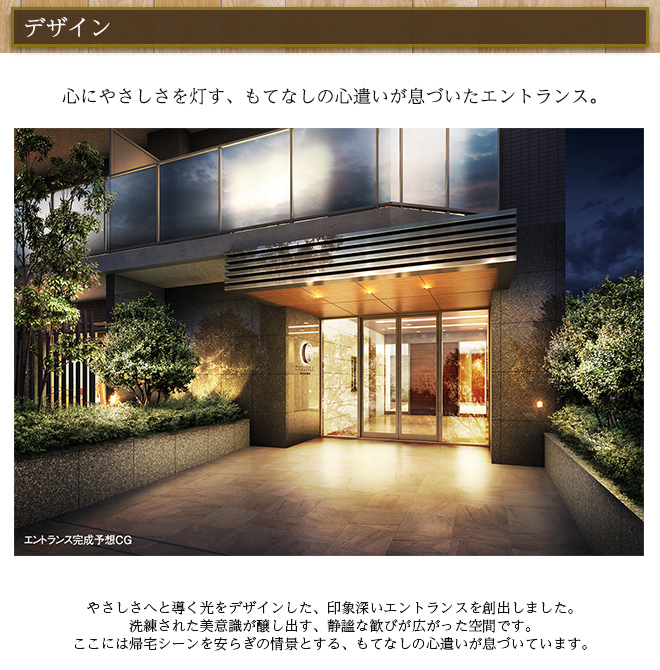 デザイン
心にやさしさを灯す、もてなしの心遣いが息づいたエントランス。
エントランス完成予想CG
やさしさへと導く光をデザインした、印象深いエントランスを創出しました。
洗練された美意識が醸し出す、静謐な歓びが広がった空間です。
ここには帰宅シーンを安らぎの情景とする、もてなしの心遣いが息づいています。